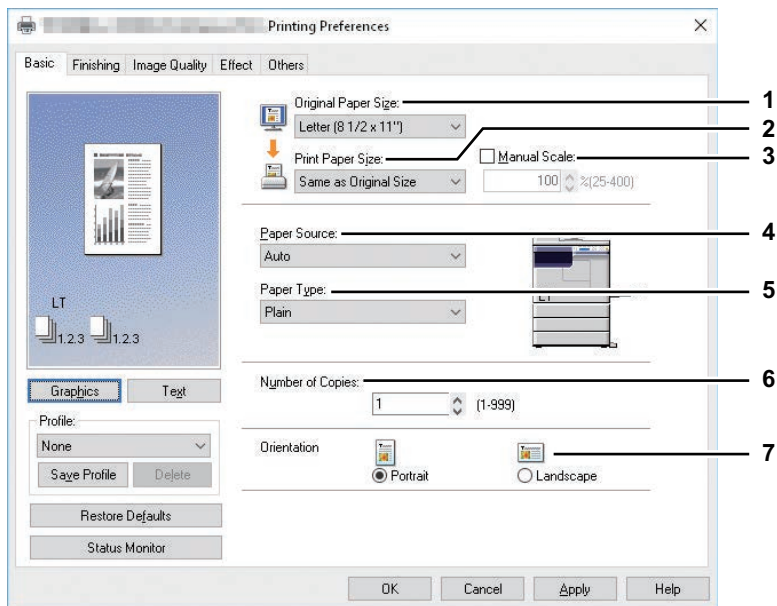 Printing Preferences
Basic Finishing Image Quality Effect Others
Original Paper Size: 1
Letter (8 1/2 x 11") 2
Print Paper Size: Manual Scale: 3
Same as Original Size 100 %(25-400)
Paper Source: 4
Auto
Paper Type: 5
Plain
LT
LT
1.2.3 1.2.3
Graphics Text
Number of Copies: 6
1 (1-999)
Profile:
None
Save Profile Delete
Orientation 7
Portrait Landscape
Restore Defaults
Status Monitor
OK Cancel Apply Help